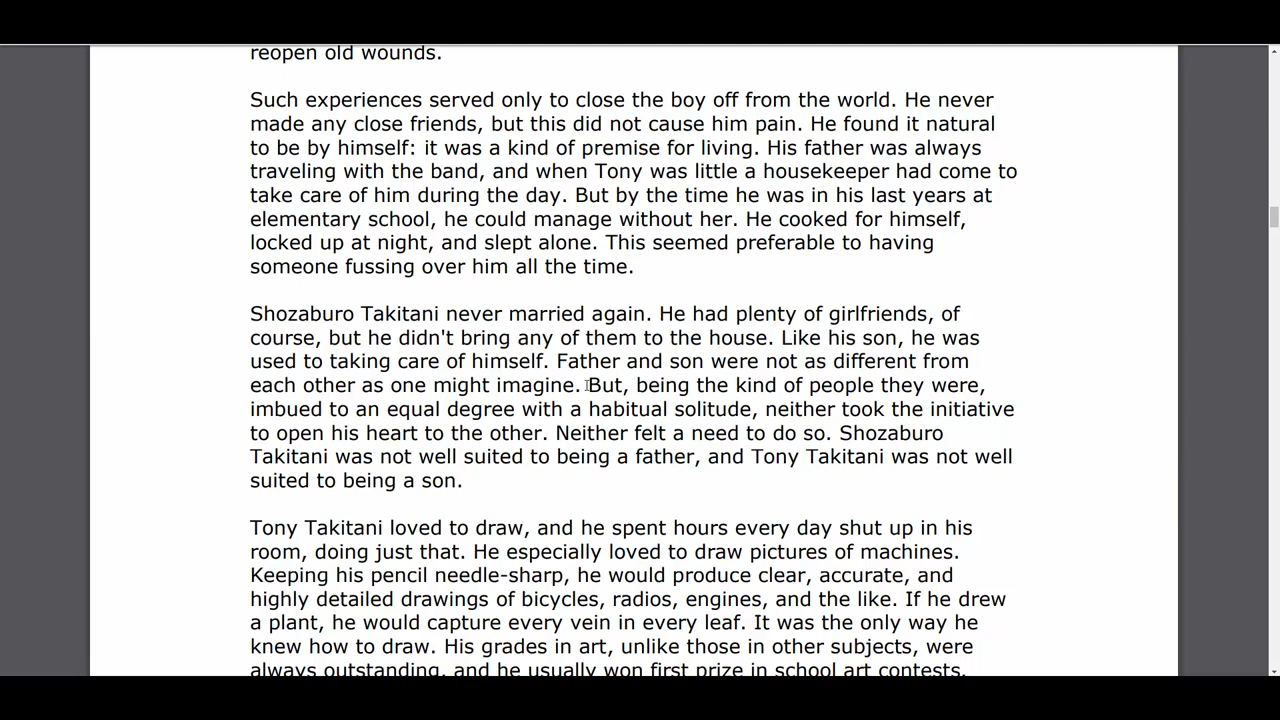 reopen old wounds.
Such experiences served only to close the boy off from the world. He never
made any close friends, but this did not cause him pain. He found it natural
to be by himself: it was a kind of premise for living. His father was always
traveling with the band, and when Tony was little a housekeeper had come to
take care of him during the day. But by the time he was in his last years at
elementary school, he could manage without her. He cooked for himself,
locked up at night, and slept alone. This seemed preferable to having
someone fussing over him all the time.
Shozaburo Takitani never married again. He had plenty of girlfriends, of
course, but he didn't bring any of them to the house. Like his son, he was
used to taking care of himself. Father and son were not as different from
each other as one might imagine. But, being the kind of people they were,
imbued to an equal degree with a habitual solitude, neither took the initiative
to open his heart to the other. Neither felt a need to do so. Shozaburo
Takitani was not well suited to being a father, and Tony Takitani was not well
suited to being a son.
Tony Takitani loved to draw, and he spent hours every day shut up in his
room, doing just that. He especially loved to draw pictures of machines.
Keeping his pencil needle-sharp, he would produce clear, accurate, and
highly detailed drawings of bicycles, radios, engines, and the like. If he drew
a plant, he would capture every vein in every leaf. It was the only way he
knew how to draw. His grades in art, unlike those in other subjects, were
always outstanding, and he usually won first prize in school art contests.